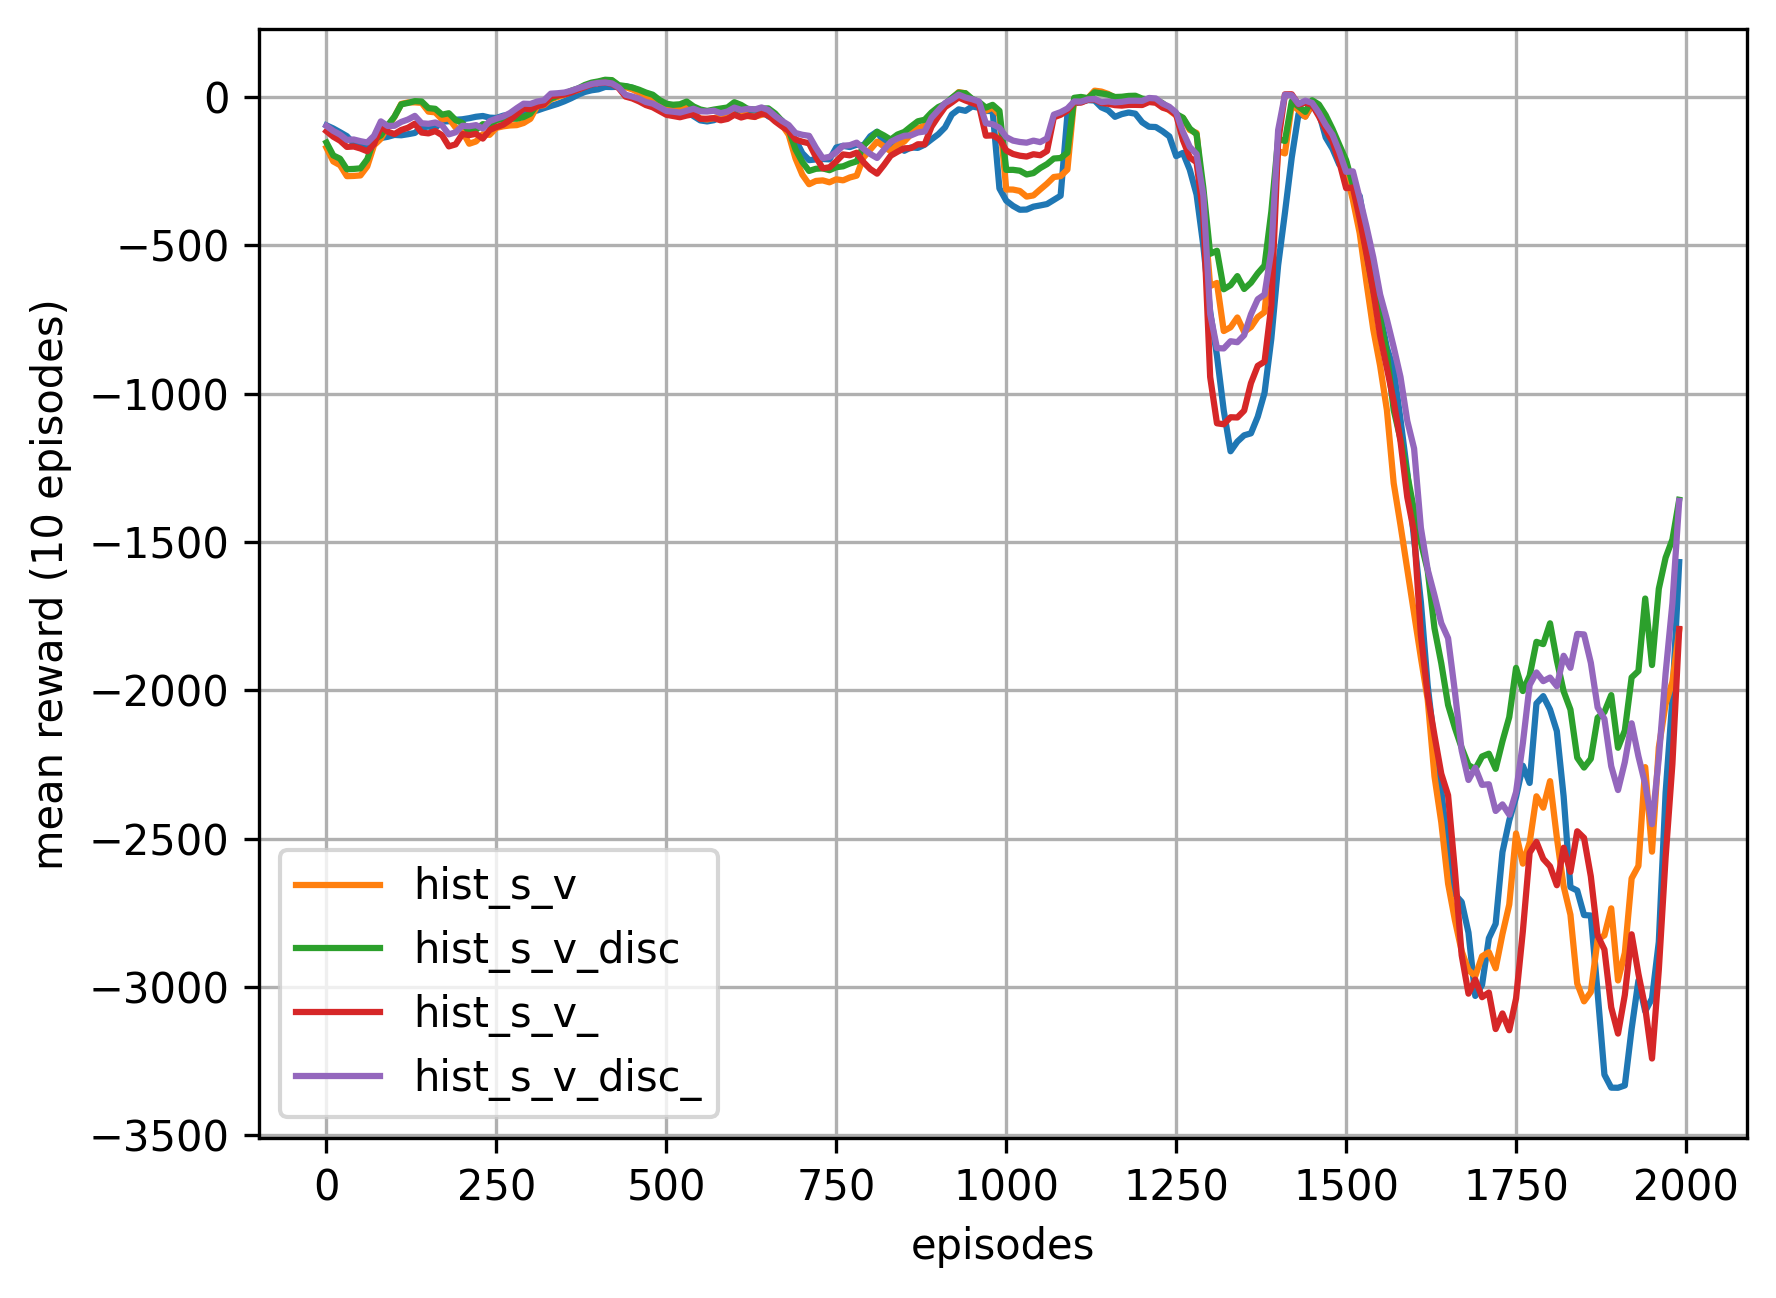 0
−500
−1000
−1500
−2000
−2500
−3000
−3500
mean reward (10 episodes)
hist_s_v
hist_s_v_disc
hist_s_v_
hist_s_v_disc_
0 250 500 750 1000 1250 1500 1750 2000
episodes